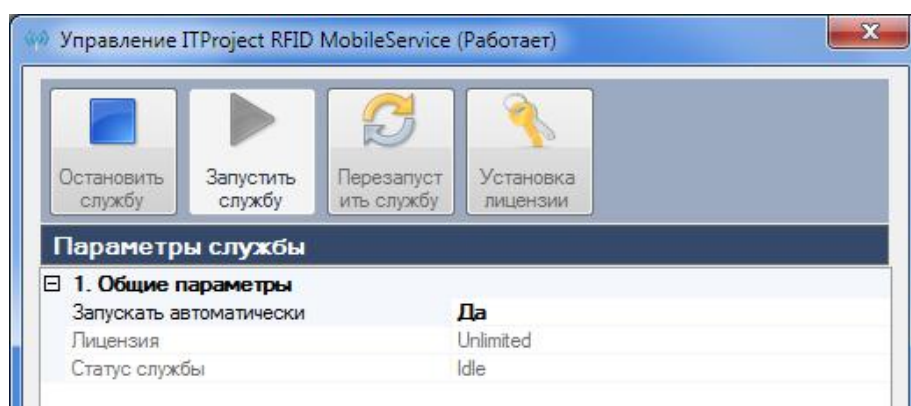 Управление ITProject RFID MobileService (Работает)
Остановить
службу
Запустить
службу
Перезапуст
ить службу
Установка
лицензии
Параметры службы
1. Общие параметры
Запускать автоматически Да
Лицензия Unlimited
Статус службы Idle